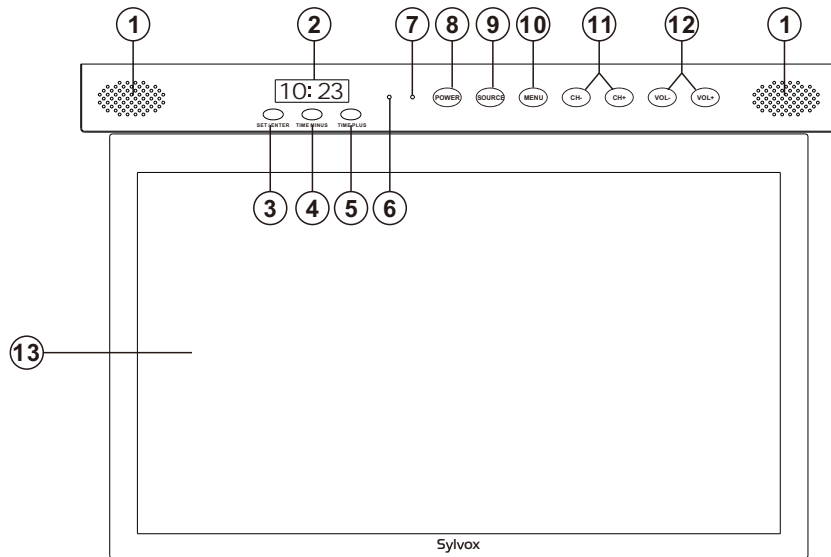 1 2 7 8 9 10 11 12 1
10:23
POWER SOURCE MENU CH- CH+ VOL- VOL+
SET / ENTER TIME MINUS TIME PLUS
3 4 5 6
13
Sylvox